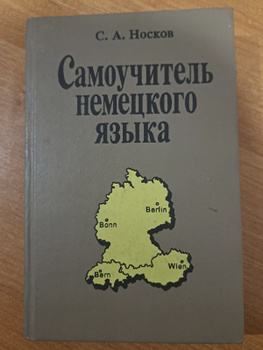 С. А. Носков
Самоучитель
немецкого
языка
Berlin
Bonn
Bern
Wien